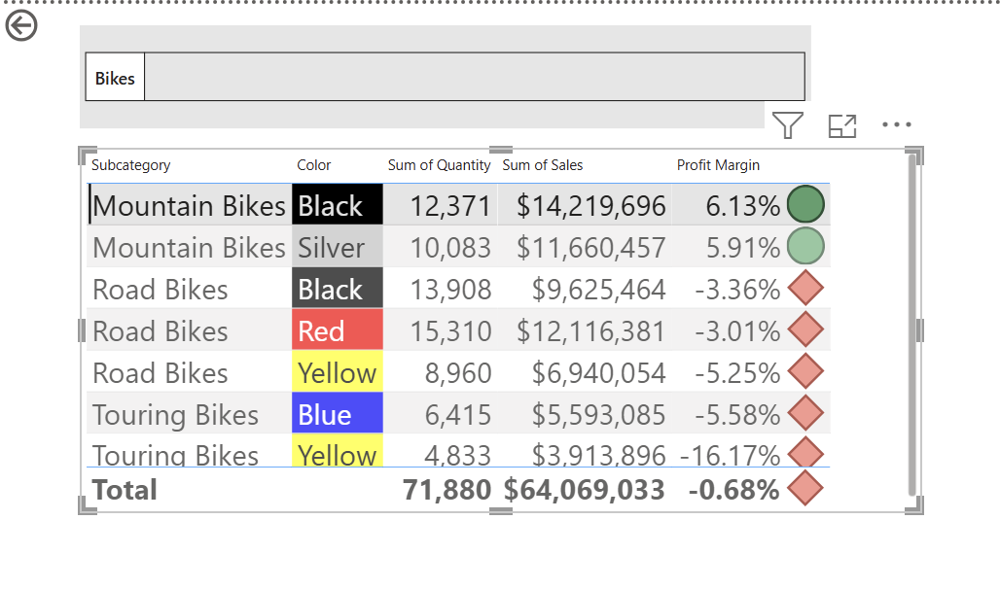 Bikes
Subcategory Color Sum of Quantity Sum of Sales Profit Margin
Mountain Bikes Black 12,371 $14,219,696 6.13%
Mountain Bikes Silver 10,083 $11,660,457 5.91%
Road Bikes Black 13,908 $9,625,464 -3.36%
Road Bikes Red 15,310 $12,116,381 -3.01%
Road Bikes Yellow 8,960 $6,940,054 -5.25%
Touring Bikes Blue 6,415 $5,593,085 -5.58%
Touring Bikes Yellow 4,833 $3,913,896 -16.17%
Total 71,880 $64,069,033 -0.68%